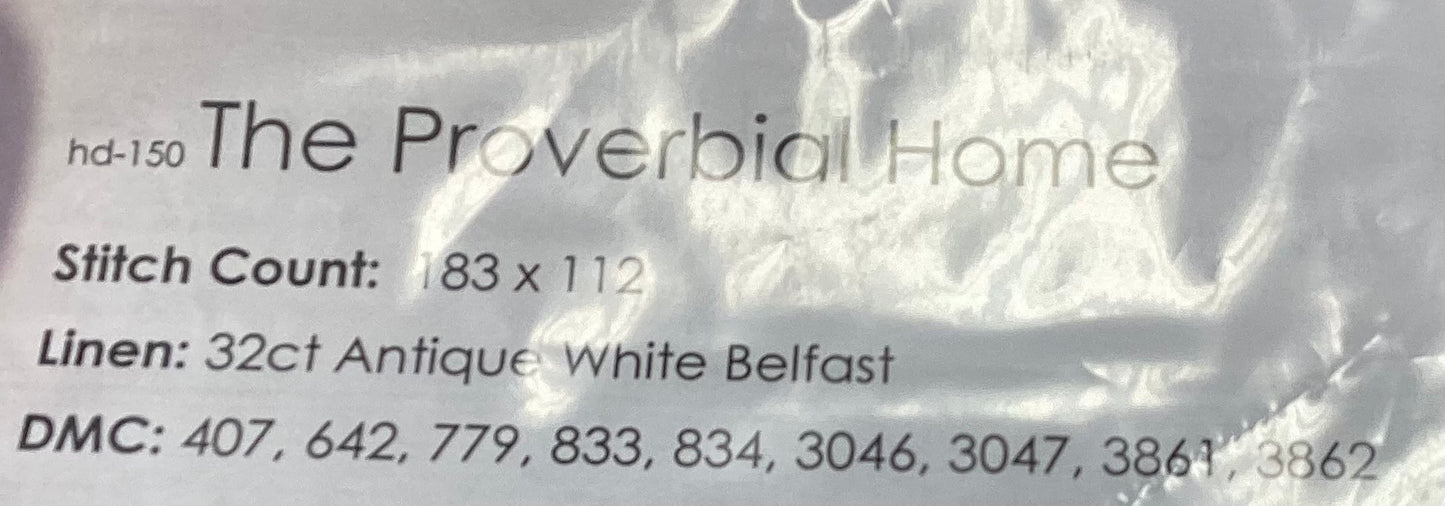 hd-150 The Proverbial Home
Stitch Count: 183 x 112
Linen: 32ct Antique White Belfast
DMC: 407, 642, 779, 833, 834, 3046, 3047, 3861, 3862